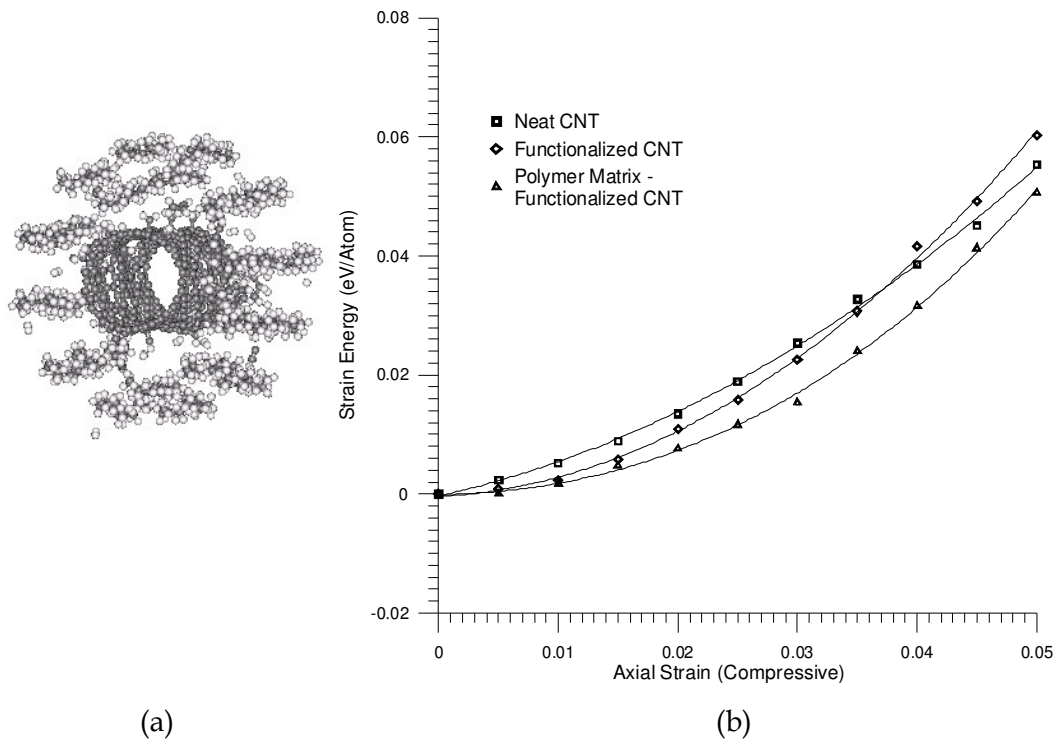 0.08
0.06
0.04
0.02
0
-0.02
Strain Energy (eV/Atom)
Neat CNT
Functionalized CNT
Polymer Matrix -
Functionalized CNT
0 0.01 0.02 0.03 0.04 0.05
Axial Strain (Compressive)
(a) (b)